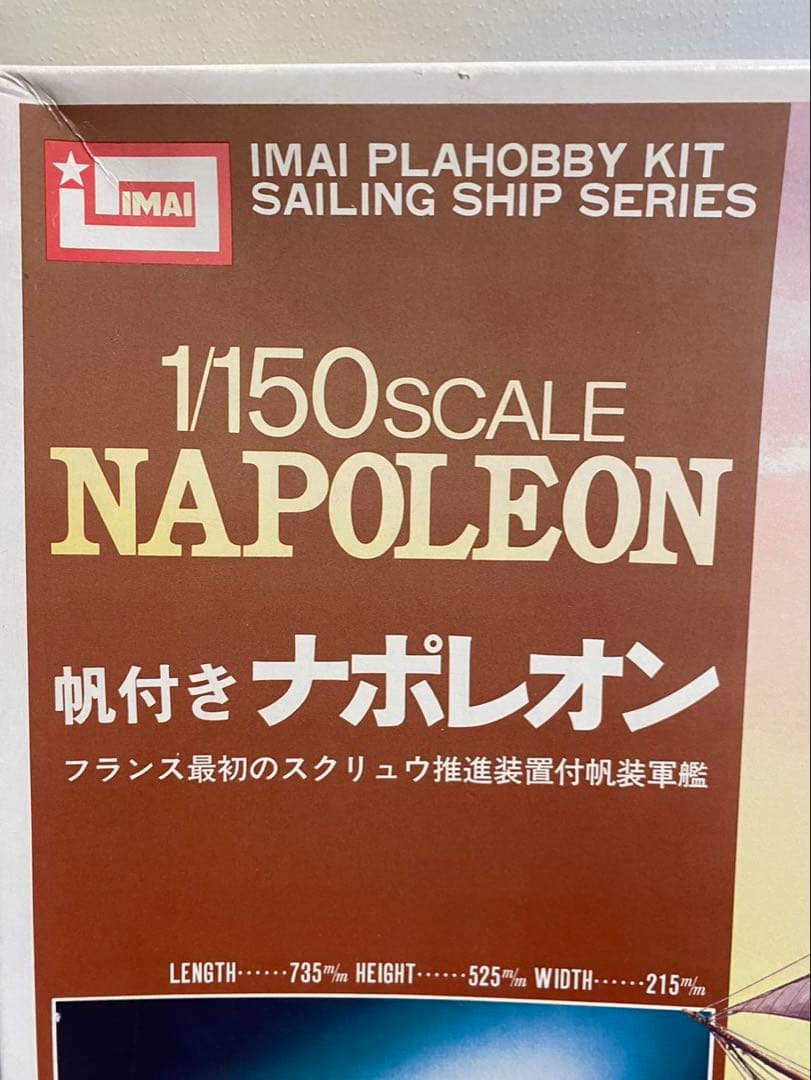 IMAI
IMAI PLAHOBBY KIT
SAILING SHIP SERIES
1/150 SCALE
NAPOLEON
帆付きナポレオン
フランス最初のスクリュウ推進装置付帆装軍艦
LENGTH······735m/m HEIGHT······525m/m WIDTH······215m/m